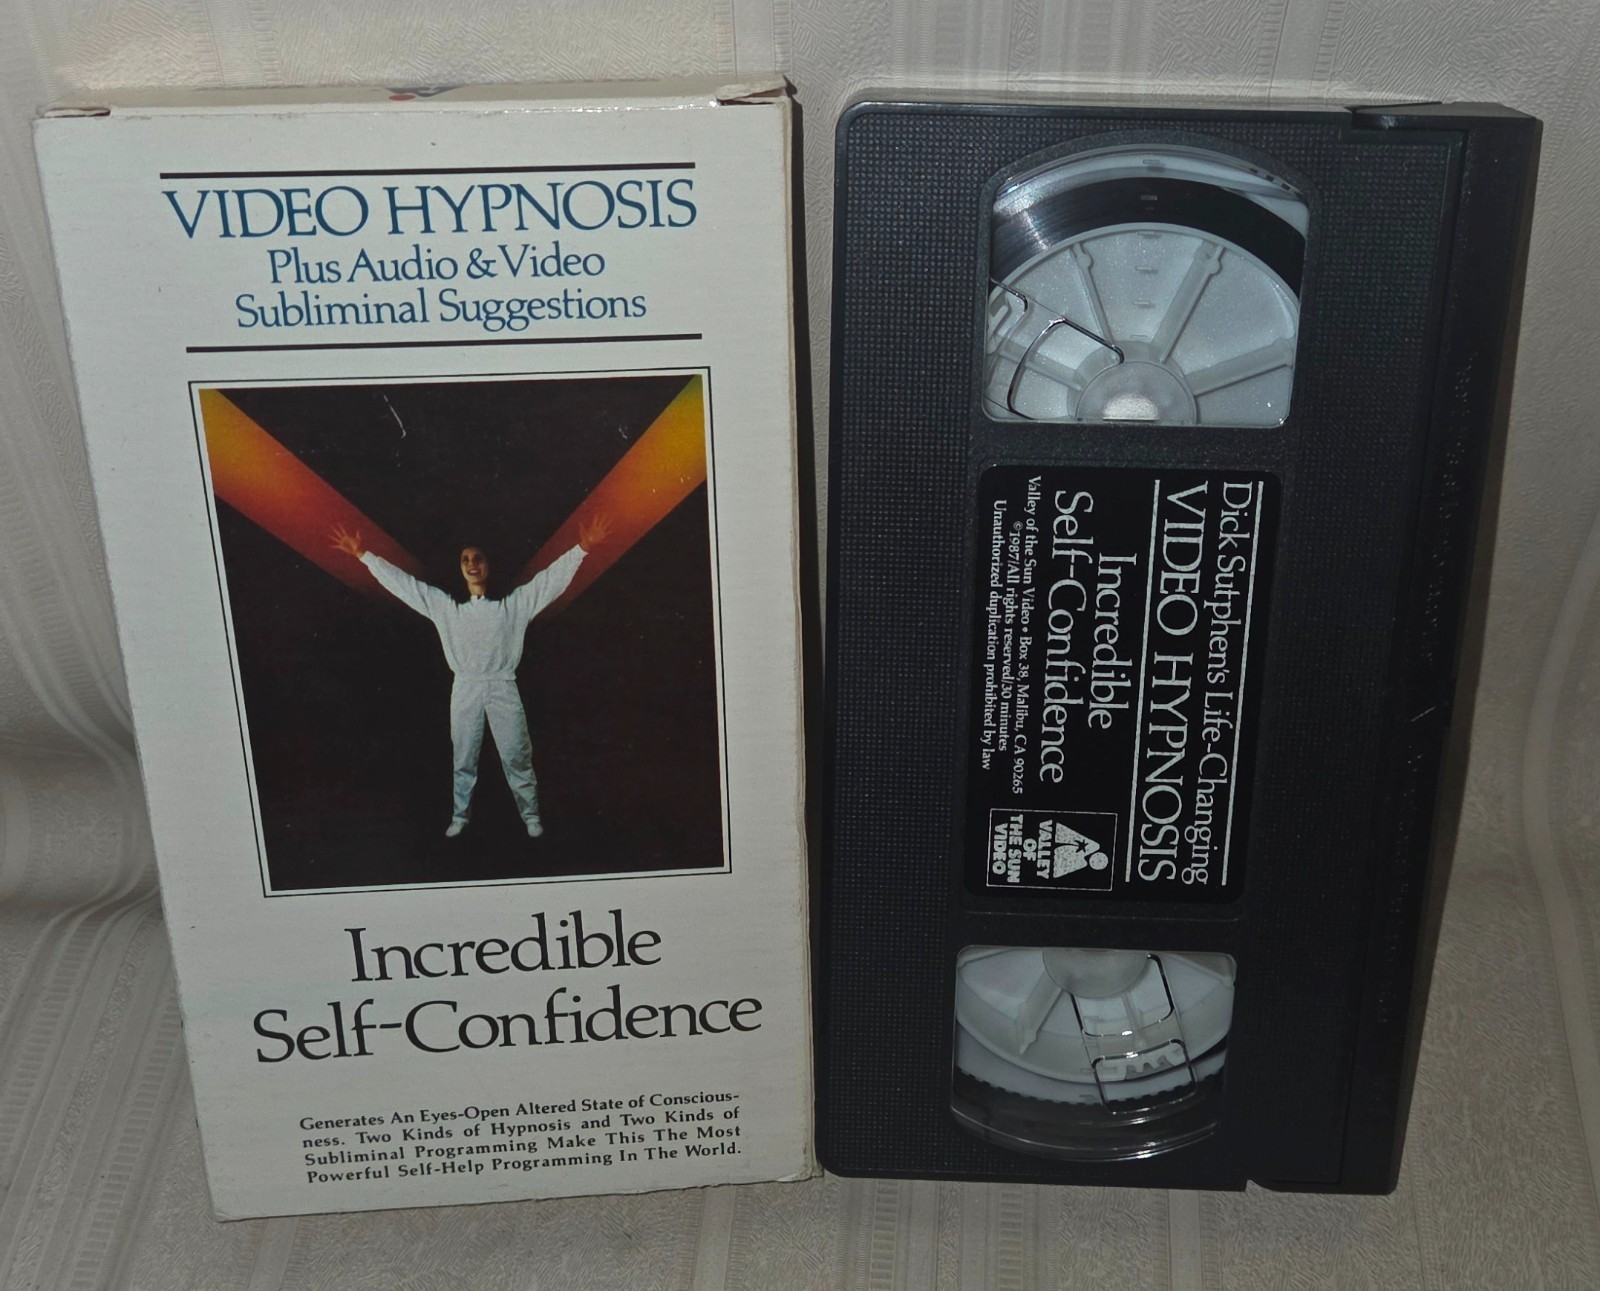 VIDEO HYPNOSIS
Plus Audio & Video
Subliminal Suggestions
Incredible
Self-Confidence
Generates An Eyes-Open Altered State of Conscious-
ness. Two Kinds of Hypnosis and Two Kinds of
Subliminal Programming Make This The Most
Powerful Self-Help Programming In The World.
Dick Sutphen's Life-Changing
VIDEO HYPNOSIS
Incredible
Self-Confidence
Valley of the Sun Video • Box 38, Malibu, CA 90265
©1987/All rights reserved/30 minutes
Unauthorized duplication prohibited by law
VALLEY
OF
THE SUN
VIDEO